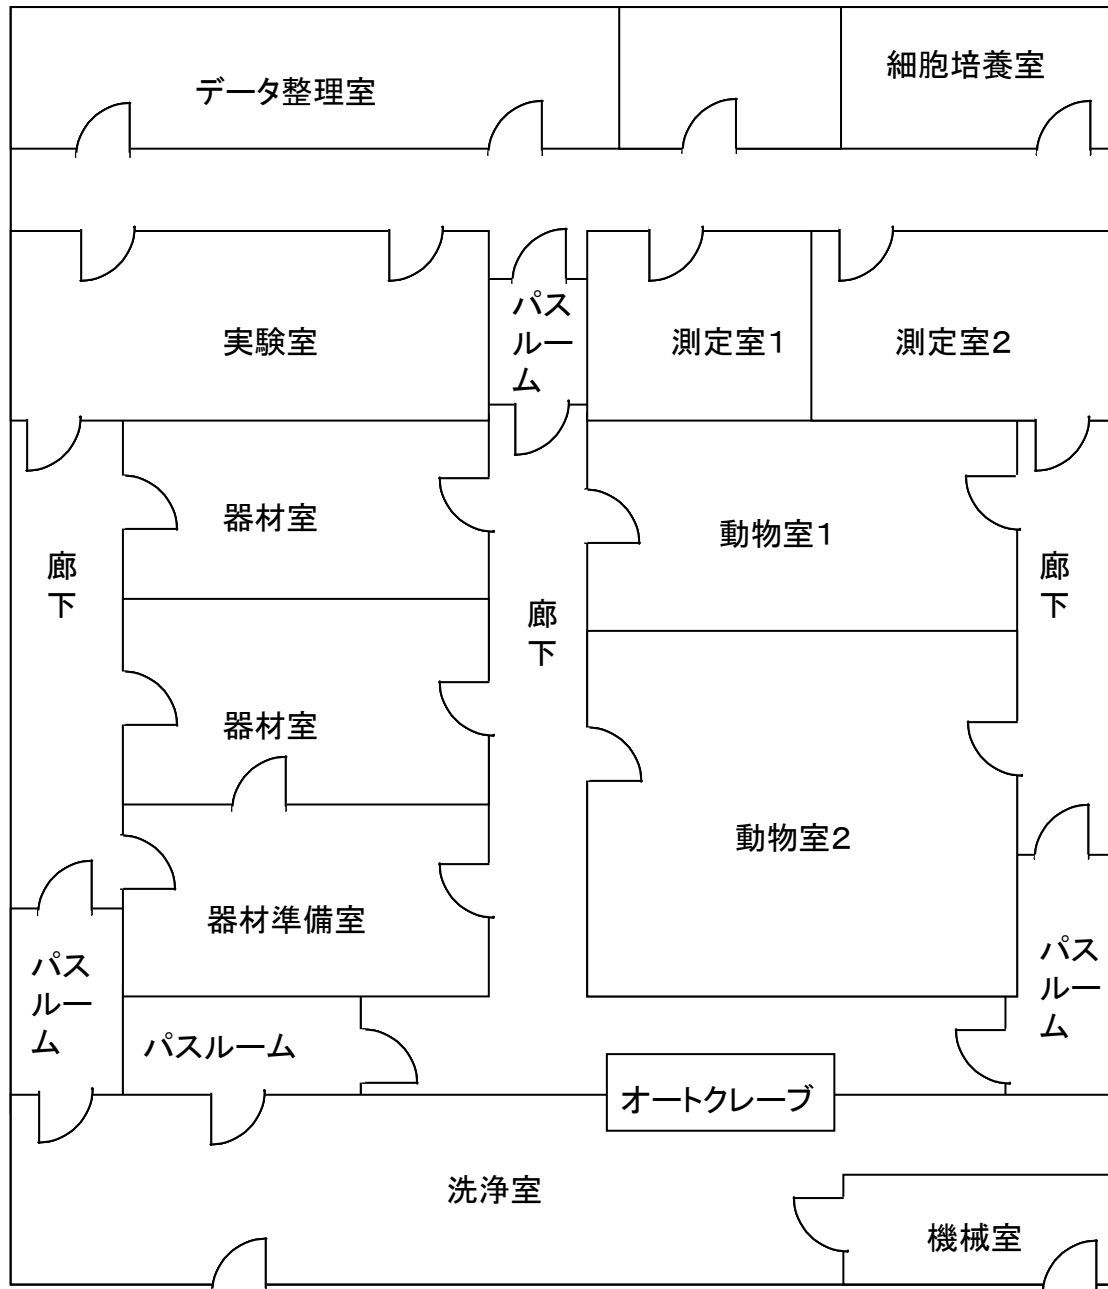 データ整理室
細胞培養室
実験室
パス
ルー
ム
測定室1
測定室2
器材室
動物室1
廊
下
廊
下
廊
下
器材室
動物室2
器材準備室
パス
ルー
ム
パスルーム
パス
ルー
ム
オートクレーブ
洗浄室
機械室